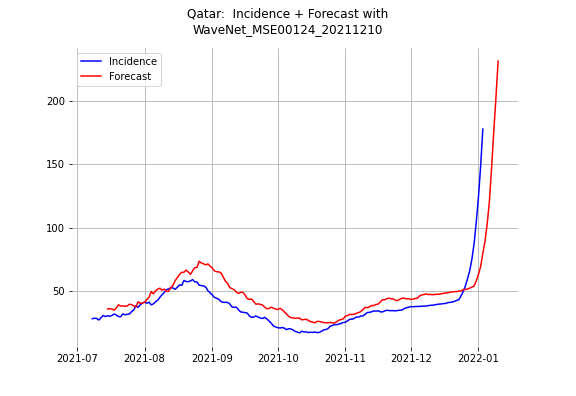 Qatar:  Incidence + Forecast with
WaveNet_MSE00124_20211210
Incidence
Forecast
200
150
100
50
2021-07 2021-08 2021-09 2021-10 2021-11 2021-12 2022-01